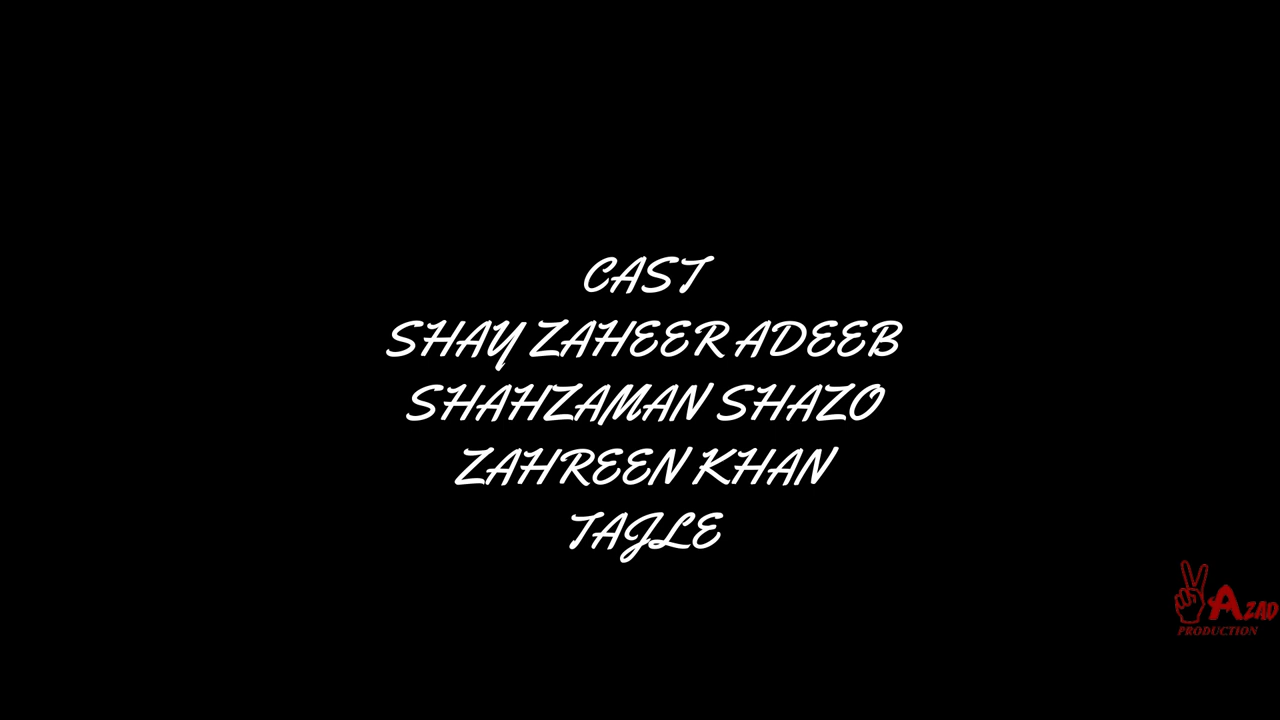 CAST
SHAY ZAHEER ADEEB
SHAHZAMAN SHAZO
ZAHREEN KHAN
TAJLE
AZAD
PRODUCTION